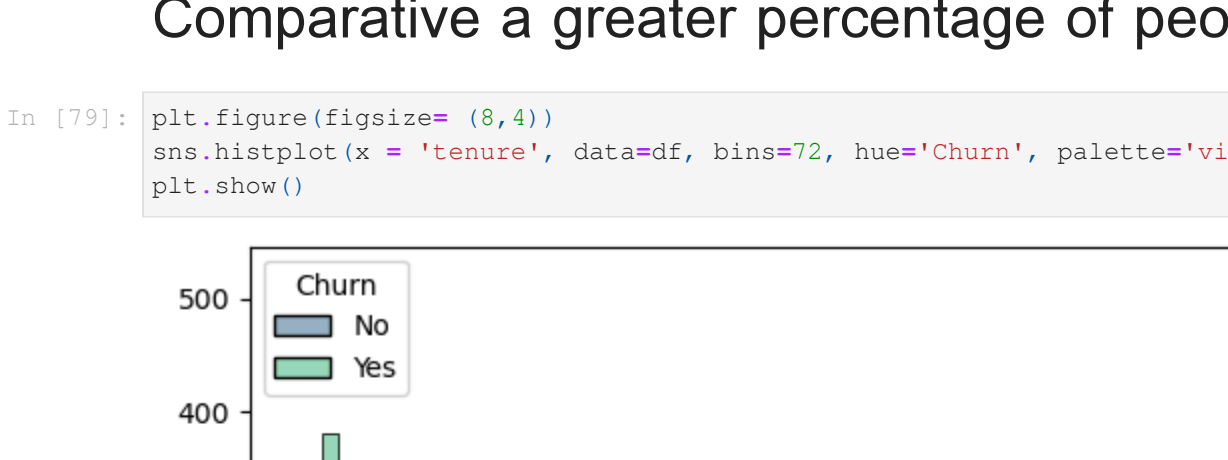 Comparative a greater percentage of peo
In [79]:
plt.figure(figsize= (8,4))
sns.histplot(x = 'tenure', data=df, bins=72, hue='Churn', palette='vi
plt.show()
Churn
500
No
Yes
400